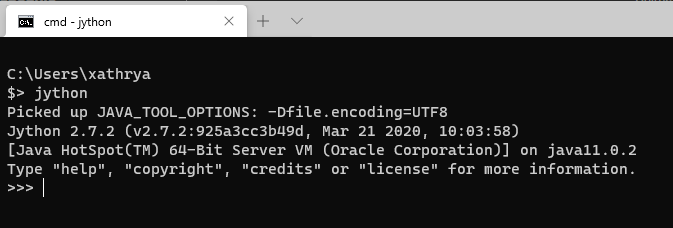 cmd - jython
C:\Users\xathrya
$> jython
Picked up JAVA_TOOL_OPTIONS: -Dfile.encoding=UTF8
Jython 2.7.2 (v2.7.2:925a3cc3b49d, Mar 21 2020, 10:03:58)
[Java HotSpot(TM) 64-Bit Server VM (Oracle Corporation)] on java11.0.2
Type "help", "copyright", "credits" or "license" for more information.
>>>